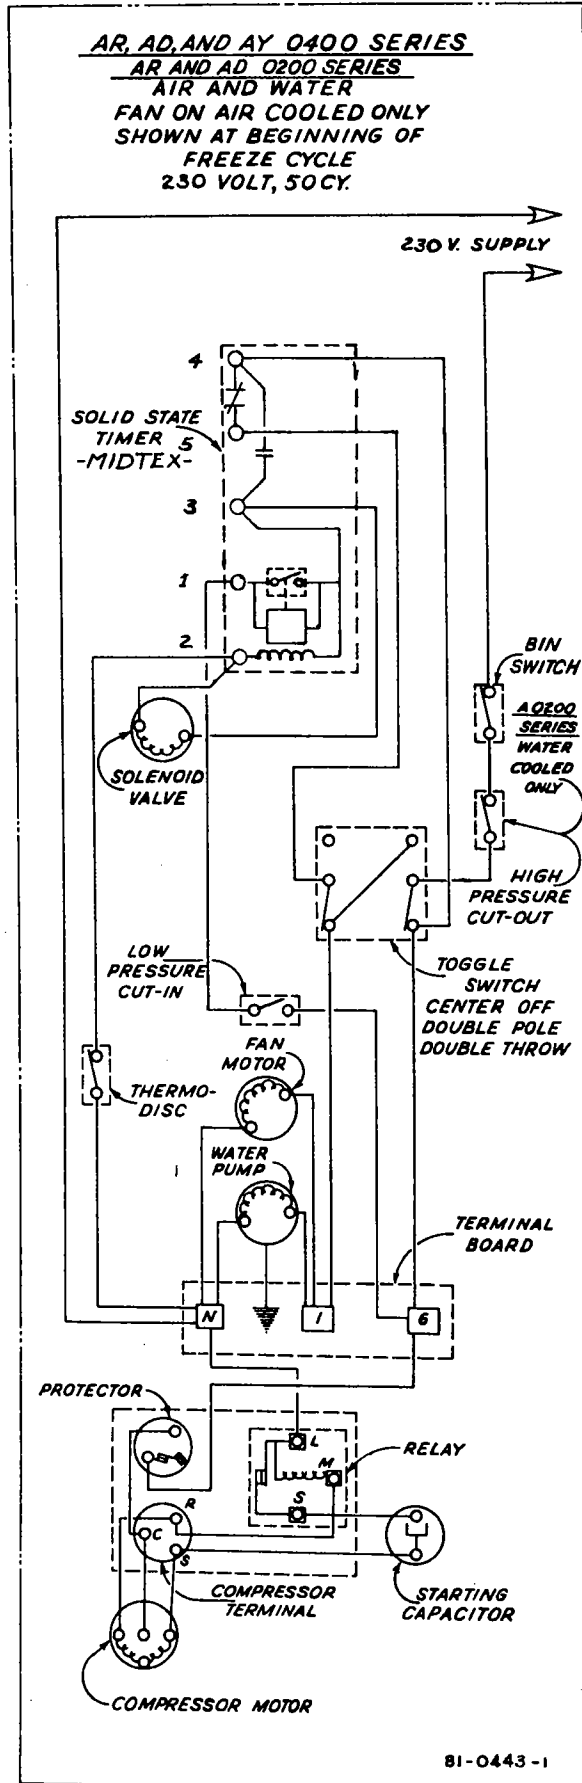 AR, AD, AND AY 0400 SERIES
AR AND AD 0200 SERIES
AIR AND WATER
FAN ON AIR COOLED ONLY
SHOWN AT BEGINNING OF
FREEZE CYCLE
230 VOLT, 50 CY.
230 V. SUPPLY
4
SOLID STATE
TIMER
-MIDTEX-
5
3
1
2
BIN
SWITCH
A0200
SERIES
WATER
COOLED
ONLY
SOLENOID
VALVE
HIGH
PRESSURE
CUT-OUT
LOW
PRESSURE
CUT-IN
TOGGLE
SWITCH
CENTER OFF
DOUBLE POLE
DOUBLE THROW
FAN
MOTOR
THERMO-
DISC
WATER
PUMP
TERMINAL
BOARD
N
1
6
PROTECTOR
L
M
RELAY
S
R
C
S
COMPRESSOR
TERMINAL
STARTING
CAPACITOR
COMPRESSOR MOTOR
81-0443-1